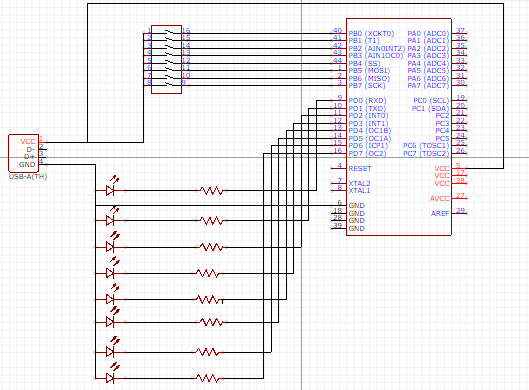 1 16 40 PB0 (XCKT0) PA0 (ADC0) 37
2 15 41 PB1 (T1) PA1 (ADC1) 36
3 14 42 PB2 (AIN0INT2) PA2 (ADC2) 35
4 13 43 PB3 (AIN1OC0) PA3 (ADC3) 34
5 12 44 PB4 (SS) PA4 (ADC4) 33
6 11 1 PB5 (MOSI) PA5 (ADC5) 32
7 10 2 PB6 (MISO) PA6 (ADC6) 31
8 9 3 PB7 (SCK) PA7 (ADC7) 30
9 PD0 (RXD) PC0 (SCL) 19
10 PD1 (TXD) PC1 (SDA) 20
11 PD2 (INT0) PC2 21
12 PD3 (INT1) PC3 22
13 PD4 (OC1B) PC4 23
14 PD5 (OC1A) PC5 24
15 PD6 (ICP1) PC6 (TOSC1) 25
16 PD7 (OC2) PC7 (TOSC2) 26
VCC 1
D- 2
D+ 3
GND 4
USB-A(TH)
4 RESET VCC 5
VCC 17
7 XTAL2 VCC 38
8 XTAL1
AVCC 27
6 GND
18 GND AREF 29
28 GND
39 GND